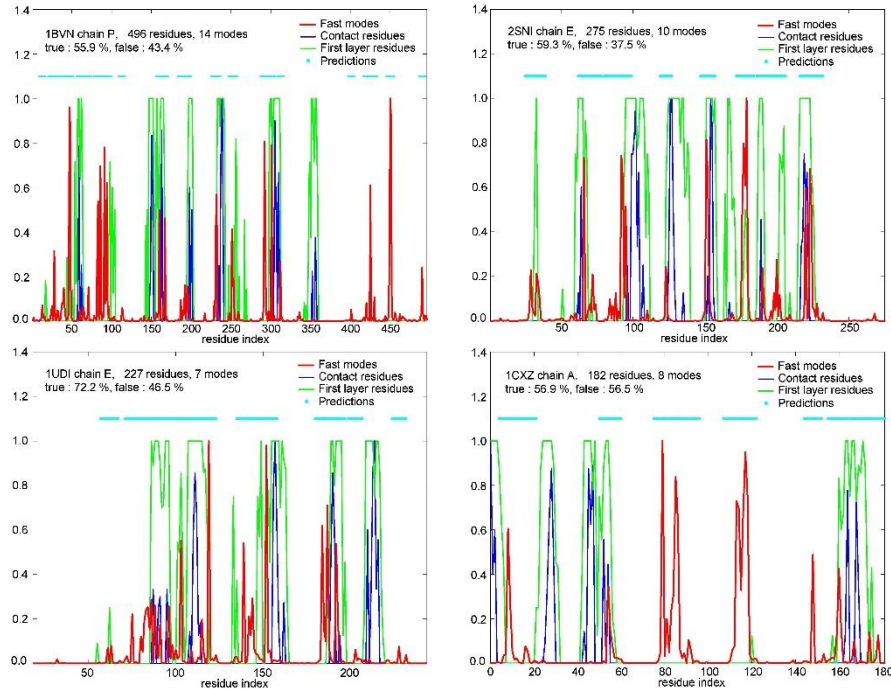 1BVN chain P, 496 residues, 14 modes
true : 55.9 % , false : 43.4 %
Fast modes
Contact residues
First layer residues
Predictions
1.4
1.2
1.0
0.8
0.6
0.4
0.2
0.0
50 100 150 200 250 300 350 400 450
residue index
2SNI chain E, 275 residues, 10 modes
true : 59.3 %, false : 37.5 %
Fast modes
Contact residues
First layer residues
Predictions
1.4
1.2
1.0
0.8
0.6
0.4
0.2
0.0
50 100 150 200 250
residue index
1UDI chain E, 227 residues, 7 modes
true : 72.2 %, false : 46.5 %
Fast modes
Contact residues
First layer residues
Predictions
1.4
1.2
1.0
0.8
0.6
0.4
0.2
0.0
50 100 150 200
residue index
1CXZ chain A, 182 residues, 8 modes
true : 56.9 %, false : 56.5 %
Fast modes
Contact residues
First layer residues
Predictions
1.4
1.2
1.0
0.8
0.6
0.4
0.2
0.0
0 20 40 60 80 100 120 140 160 180
residue index